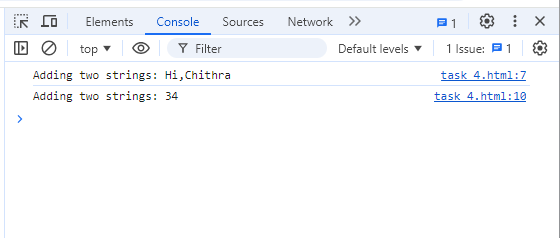 Elements Console Sources Network 1
top Filter Default levels 1 Issue: 1
Adding two strings: Hi,Chithra task 4.html:7
Adding two strings: 34 task 4.html:10